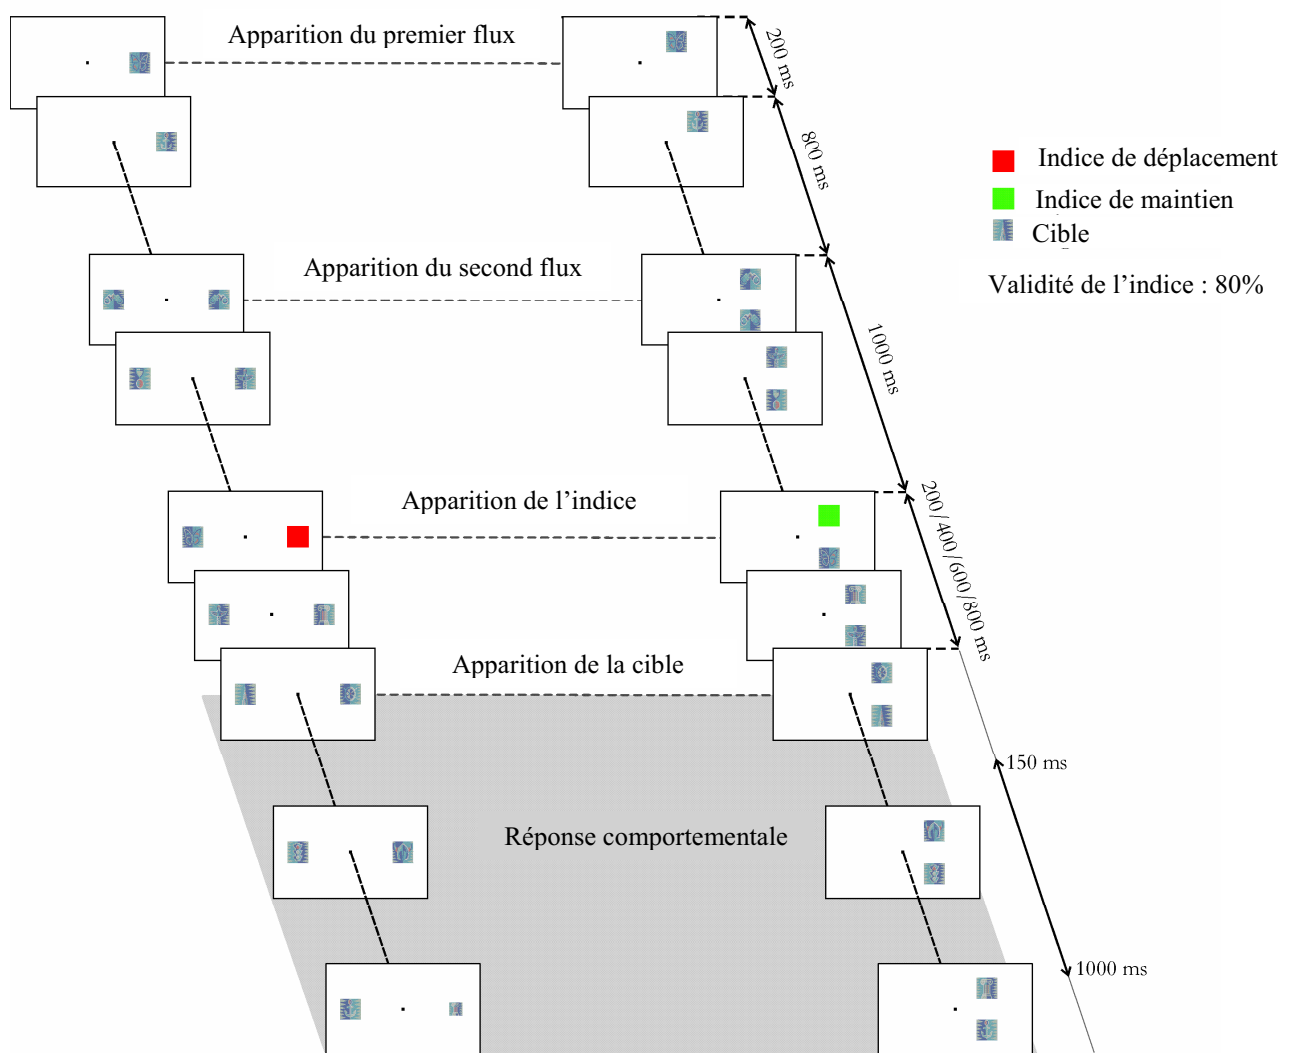 Apparition du premier flux
200 ms
800 ms
Indice de déplacement
Indice de maintien
Cible
Apparition du second flux
Validité de l'indice : 80%
1000 ms
Apparition de l'indice
200/400/600/800 ms
Apparition de la cible
150 ms
Réponse comportementale
1000 ms